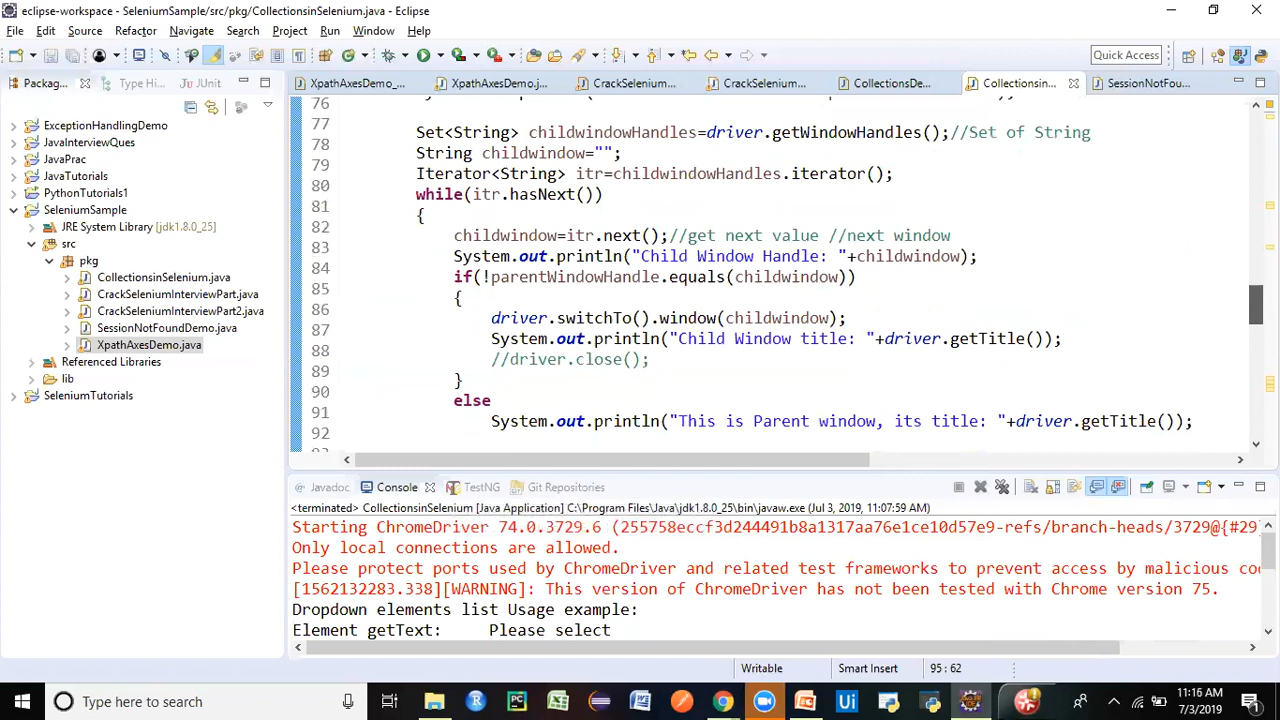 eclipse-workspace - SeleniumSample/src/pkg/CollectionsinSelenium.java - Eclipse
File Edit Source Refactor Navigate Search Project Run Window Help
Quick Access
Packag... Type Hi... JUnit
XpathAxesDemo_... XpathAxesDemo.j... CrackSelenium... CrackSelenium... CollectionsDe... Collectionsin... SessionNotFou...
ExceptionHandlingDemo
JavaInterviewQues
JavaPrac
JavaTutorials
PythonTutorials1
SeleniumSample
JRE System Library [jdk1.8.0_25]
src
pkg
CollectionsinSelenium.java
CrackSeleniumInterviewPart.java
CrackSeleniumInterviewPart2.java
SessionNotFoundDemo.java
XpathAxesDemo.java
Referenced Libraries
lib
SeleniumTutorials
76
77 Set<String> childwindowHandles=driver.getWindowHandles();//Set of String
78 String childwindow="";
79 Iterator<String> itr=childwindowHandles.iterator();
80 while(itr.hasNext())
81 {
82 childwindow=itr.next();//get next value //next window
83 System.out.println("Child Window Handle: "+childwindow);
84 if(!parentWindowHandle.equals(childwindow))
85 {
86 driver.switchTo().window(childwindow);
87 System.out.println("Child Window title: "+driver.getTitle());
88 //driver.close();
89 }
90 else
91 System.out.println("This is Parent window, its title: "+driver.getTitle());
92
Javadoc Console TestNG Git Repositories
<terminated> CollectionsinSelenium [Java Application] C:\Program Files\Java\jdk1.8.0_25\bin\javaw.exe (Jul 3, 2019, 11:07:59 AM)
Starting ChromeDriver 74.0.3729.6 (255758eccf3d244491b8a1317aa76e1ce10d57e9-refs/branch-heads/3729@{#29
Only local connections are allowed.
Please protect ports used by ChromeDriver and related test frameworks to prevent access by malicious co
[1562132283.338][WARNING]: This version of ChromeDriver has not been tested with Chrome version 75.
Dropdown elements list Usage example:
Element getText: Please select
Writable Smart Insert 95 : 62
Type here to search
11:16 AM
7/3/2019